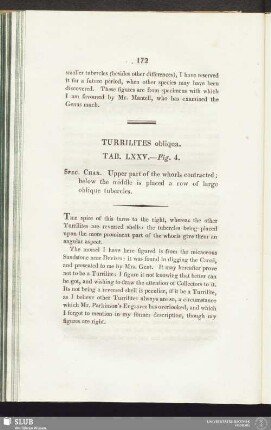 172
smaller tubercles (besides other differences), I have reserved
it for a future period, when other species may have been
discovered. These figures are from specimens with which
I am favoured by Mr. Mantell, who has examined the
Genus much.
TURRILITES obliqua.
TAB. LXXV.—Fig. 4.
Spec. Char. Upper part of the whorls contracted;
below the middle is placed a row of large
oblique tubercles.
The spire of this turns to the right, whereas the other
Turrilites are reversed shells: the tubercles being placed
upon the more prominent part of the whorls give them an
angular aspect.
The mould I have here figured is from the micaceous
Sandstone near Devizes: it was found in digging the Canal,
and presented to me by Mrs. Gent. It may hereafter prove
not to be a Turrilite; I figure it not knowing that better can
be got, and wishing to draw the attention of Collectors to it.
Its not being a reversed shell is peculiar, if it be a Turrilite,
as I believe other Turrilites always are so, a circumstance
which Mr. Parkinson's Engraver has overlooked, and which
I forgot to mention in my former description, though my
figures are right.
SLUB